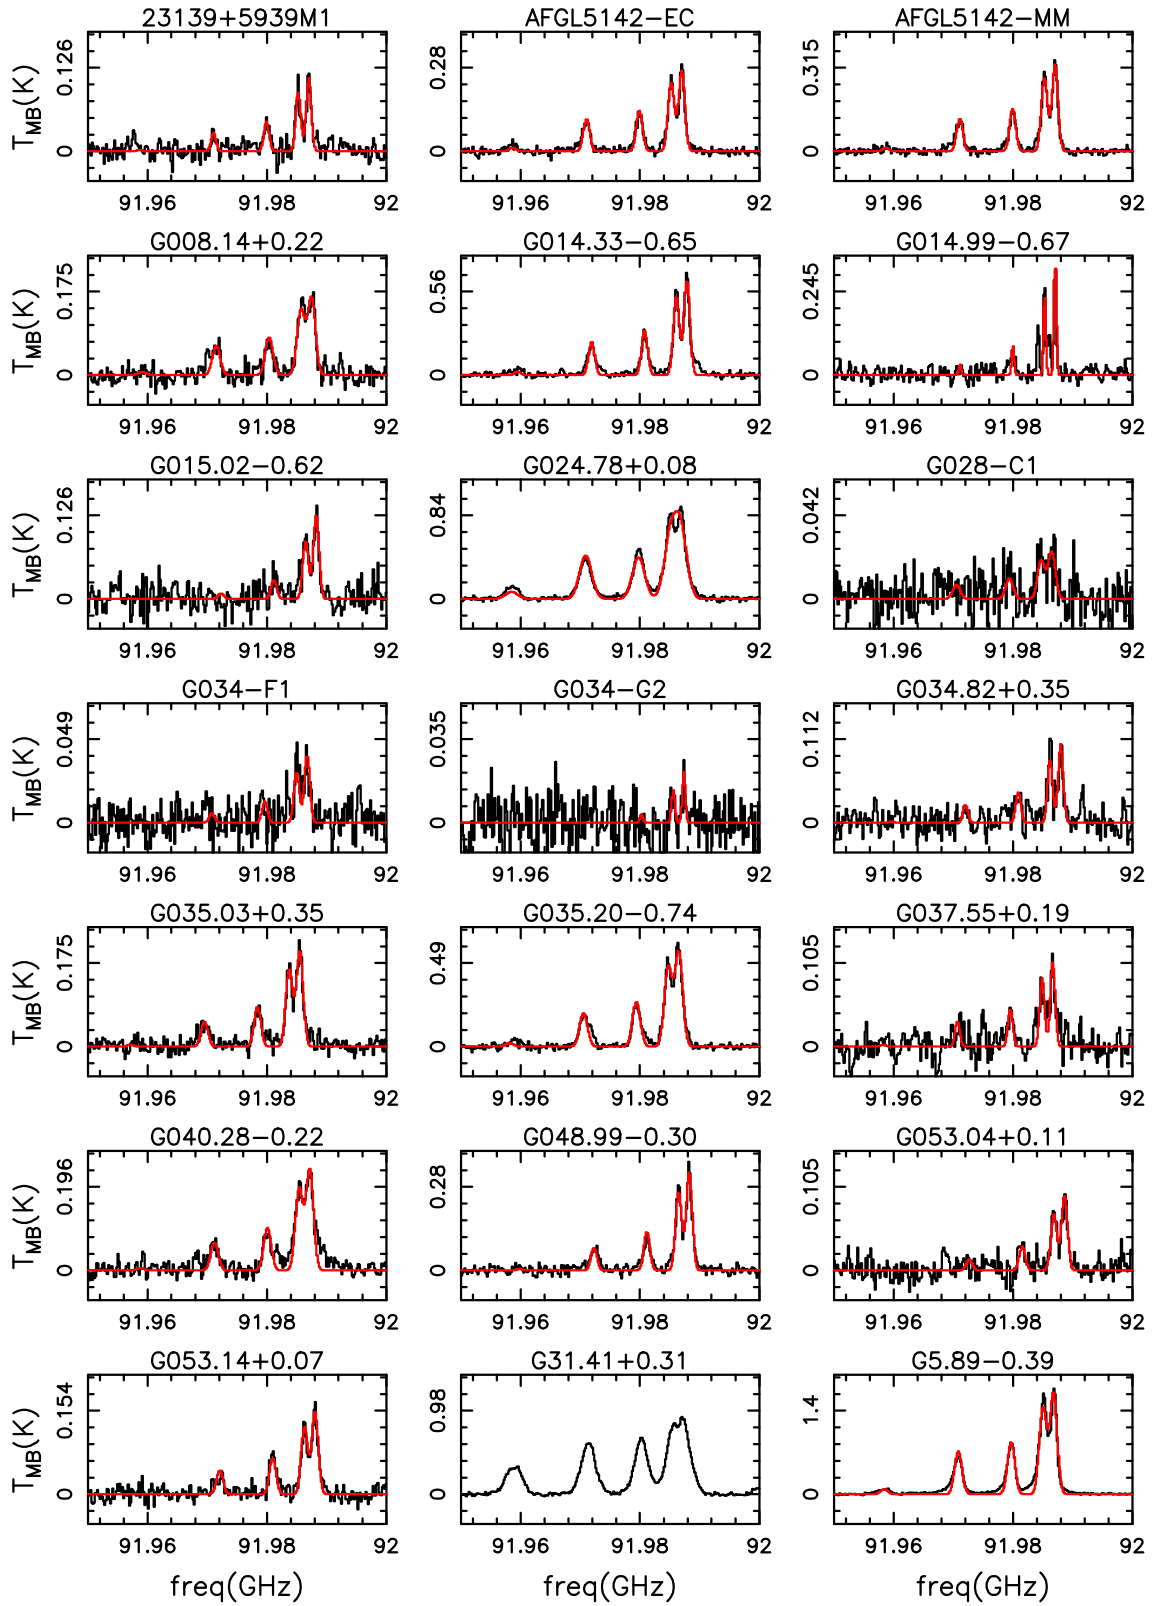 23139+5939M1 AFGL5142−EC AFGL5142−MM
T_MB(K) 0 0.126 0 0.28 0 0.315
91.96 91.98 92 91.96 91.98 92 91.96 91.98 92
G008.14+0.22 G014.33−0.65 G014.99−0.67
T_MB(K) 0 0.175 0 0.56 0 0.245
91.96 91.98 92 91.96 91.98 92 91.96 91.98 92
G015.02−0.62 G024.78+0.08 G028−C1
T_MB(K) 0 0.126 0 0.84 0 0.042
91.96 91.98 92 91.96 91.98 92 91.96 91.98 92
G034−F1 G034−G2 G034.82+0.35
T_MB(K) 0 0.049 0 0.035 0 0.112
91.96 91.98 92 91.96 91.98 92 91.96 91.98 92
G035.03+0.35 G035.20−0.74 G037.55+0.19
T_MB(K) 0 0.175 0 0.49 0 0.105
91.96 91.98 92 91.96 91.98 92 91.96 91.98 92
G040.28−0.22 G048.99−0.30 G053.04+0.11
T_MB(K) 0 0.196 0 0.28 0 0.105
91.96 91.98 92 91.96 91.98 92 91.96 91.98 92
G053.14+0.07 G31.41+0.31 G5.89−0.39
T_MB(K) 0 0.154 0 0.98 0 1.4
91.96 91.98 92 91.96 91.98 92 91.96 91.98 92
freq(GHz) freq(GHz) freq(GHz)